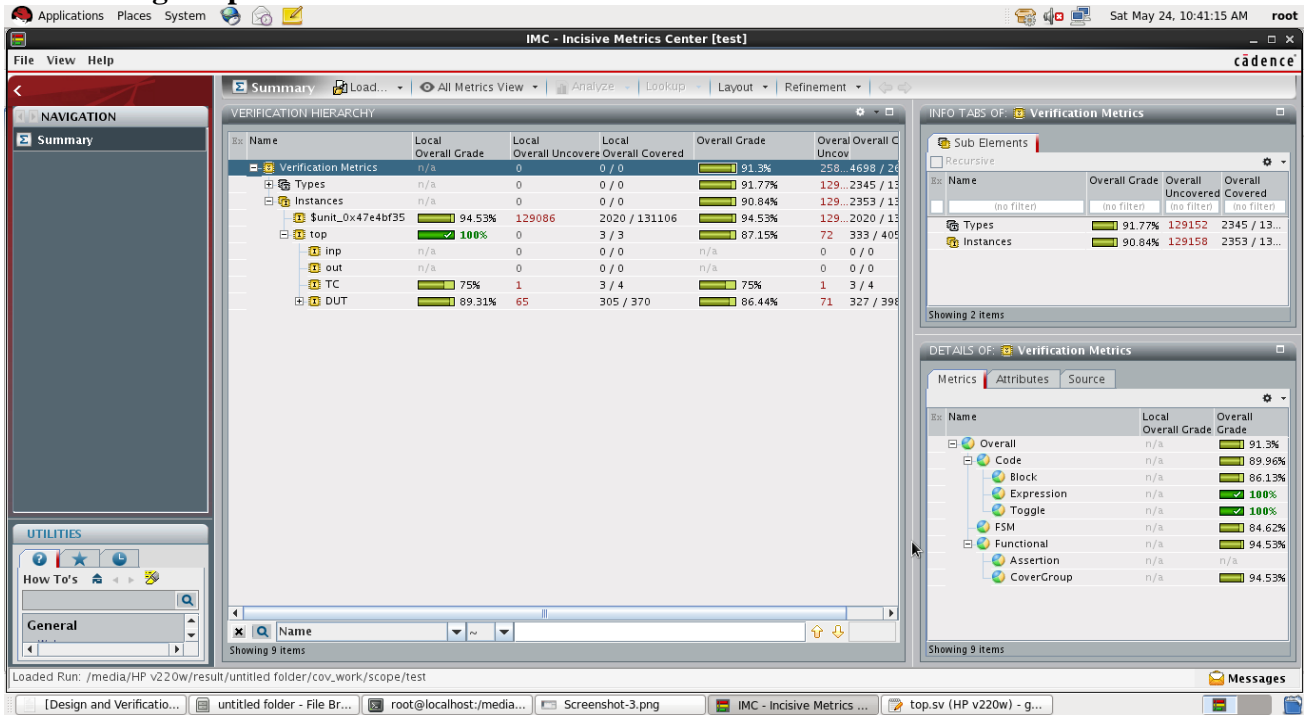 Applications Places System
Sat May 24, 10:41:15 AM root
IMC - Incisive Metrics Center [test]
File View Help
cādence
Summary Load... All Metrics View Analyze Lookup Layout Refinement
NAVIGATION
Summary
VERIFICATION HIERARCHY
Ex Name Local Overall Grade Local Overall Uncovere Local Overall Covered Overall Grade Overal Uncov Overall C
Verification Metrics n/a 0 0 / 0 91.3% 258... 4698 / 26
Types n/a 0 0 / 0 91.77% 129... 2345 / 13
Instances n/a 0 0 / 0 90.84% 129... 2353 / 13
$unit_0x47e4bf35 94.53% 129086 2020 / 131106 94.53% 129... 2020 / 13
top 100% 0 3 / 3 87.15% 72 333 / 405
inp n/a 0 0 / 0 n/a 0 0 / 0
out n/a 0 0 / 0 n/a 0 0 / 0
TC 75% 1 3 / 4 75% 1 3 / 4
DUT 89.31% 65 305 / 370 86.44% 71 327 / 398
Name ~
Showing 9 items
INFO TABS OF: Verification Metrics
Sub Elements
Recursive
Ex Name Overall Grade Overall Uncovered Overall Covered
(no filter) (no filter) (no filter) (no filter)
Types 91.77% 129152 2345 / 13...
Instances 90.84% 129158 2353 / 13...
Showing 2 items
DETAILS OF: Verification Metrics
Metrics Attributes Source
Ex Name Local Overall Grade Overall Grade
Overall n/a 91.3%
Code n/a 89.96%
Block n/a 86.13%
Expression n/a 100%
Toggle n/a 100%
FSM n/a 84.62%
Functional n/a 94.53%
Assertion n/a n/a
CoverGroup n/a 94.53%
Showing 9 items
UTILITIES
How To's
General
Loaded Run: /media/HP v220w/result/untitled folder/cov_work/scope/test
Messages
[Design and Verificatio... untitled folder - File Br... root@localhost:/media... Screenshot-3.png IMC - Incisive Metrics ... top.sv (HP v220w) - g...